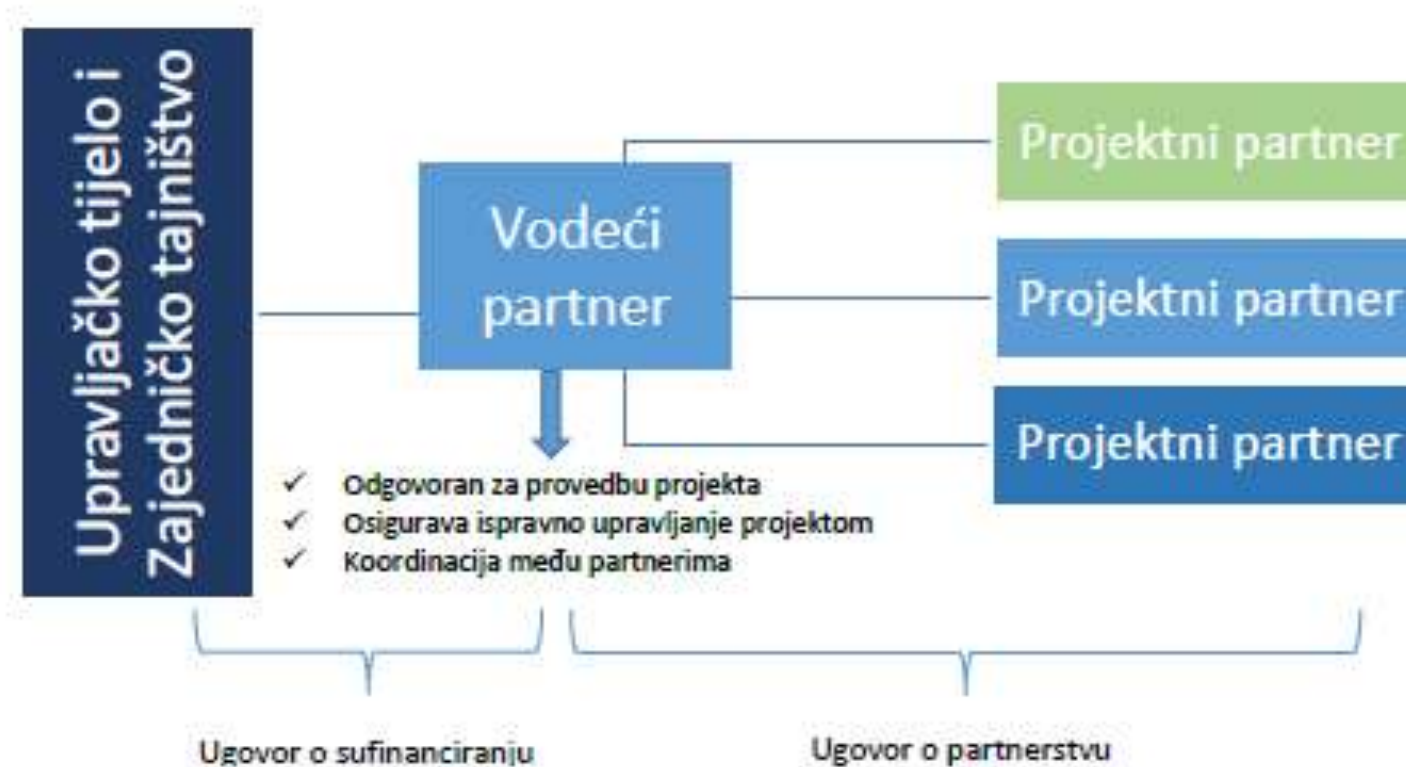 Upravljačko tijelo i
Zajedničko tajništvo
Vodeći
partner
Projektni partner
Projektni partner
Projektni partner
✓ Odgovoran za provedbu projekta
✓ Osigurava ispravno upravljanje projektom
✓ Koordinacija među partnerima
Ugovor o sufinanciranju
Ugovor o partnerstvu